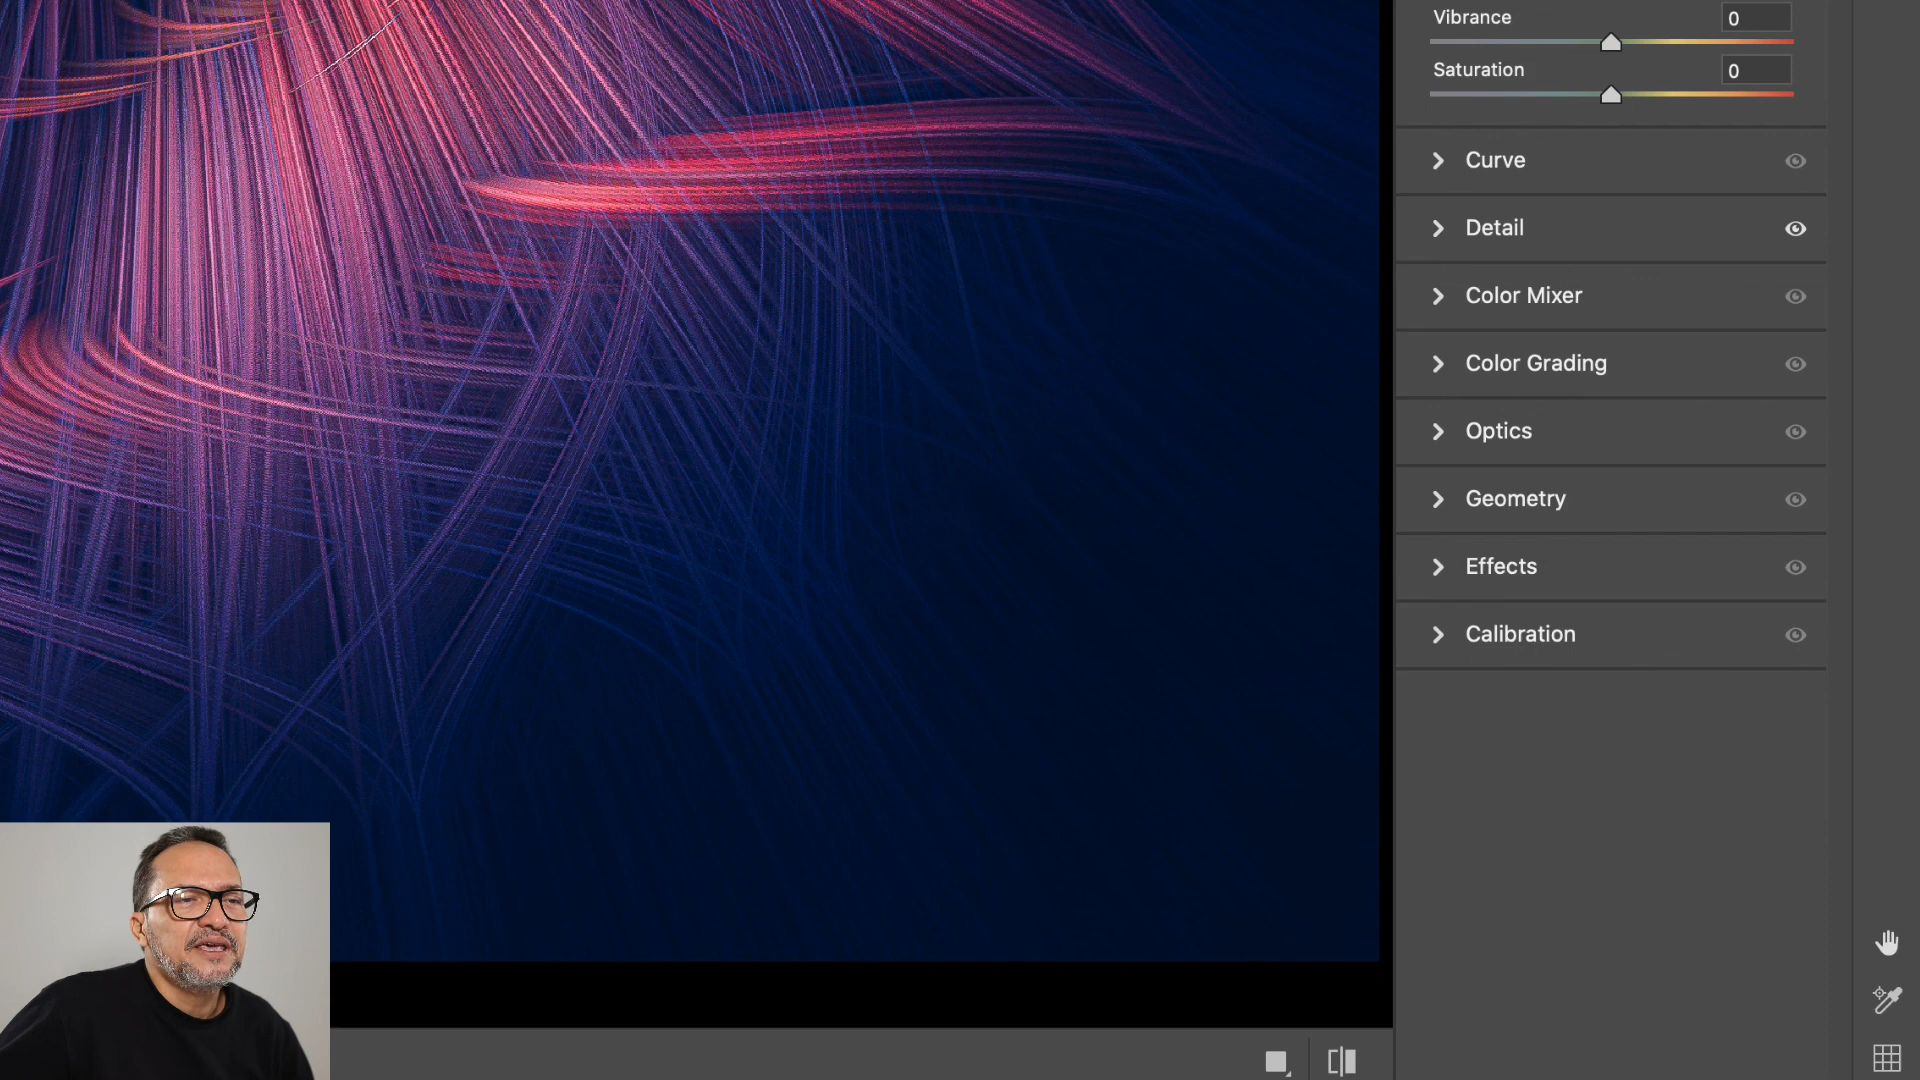 Vibrance 0
Saturation 0
Curve
Detail
Color Mixer
Color Grading
Optics
Geometry
Effects
Calibration